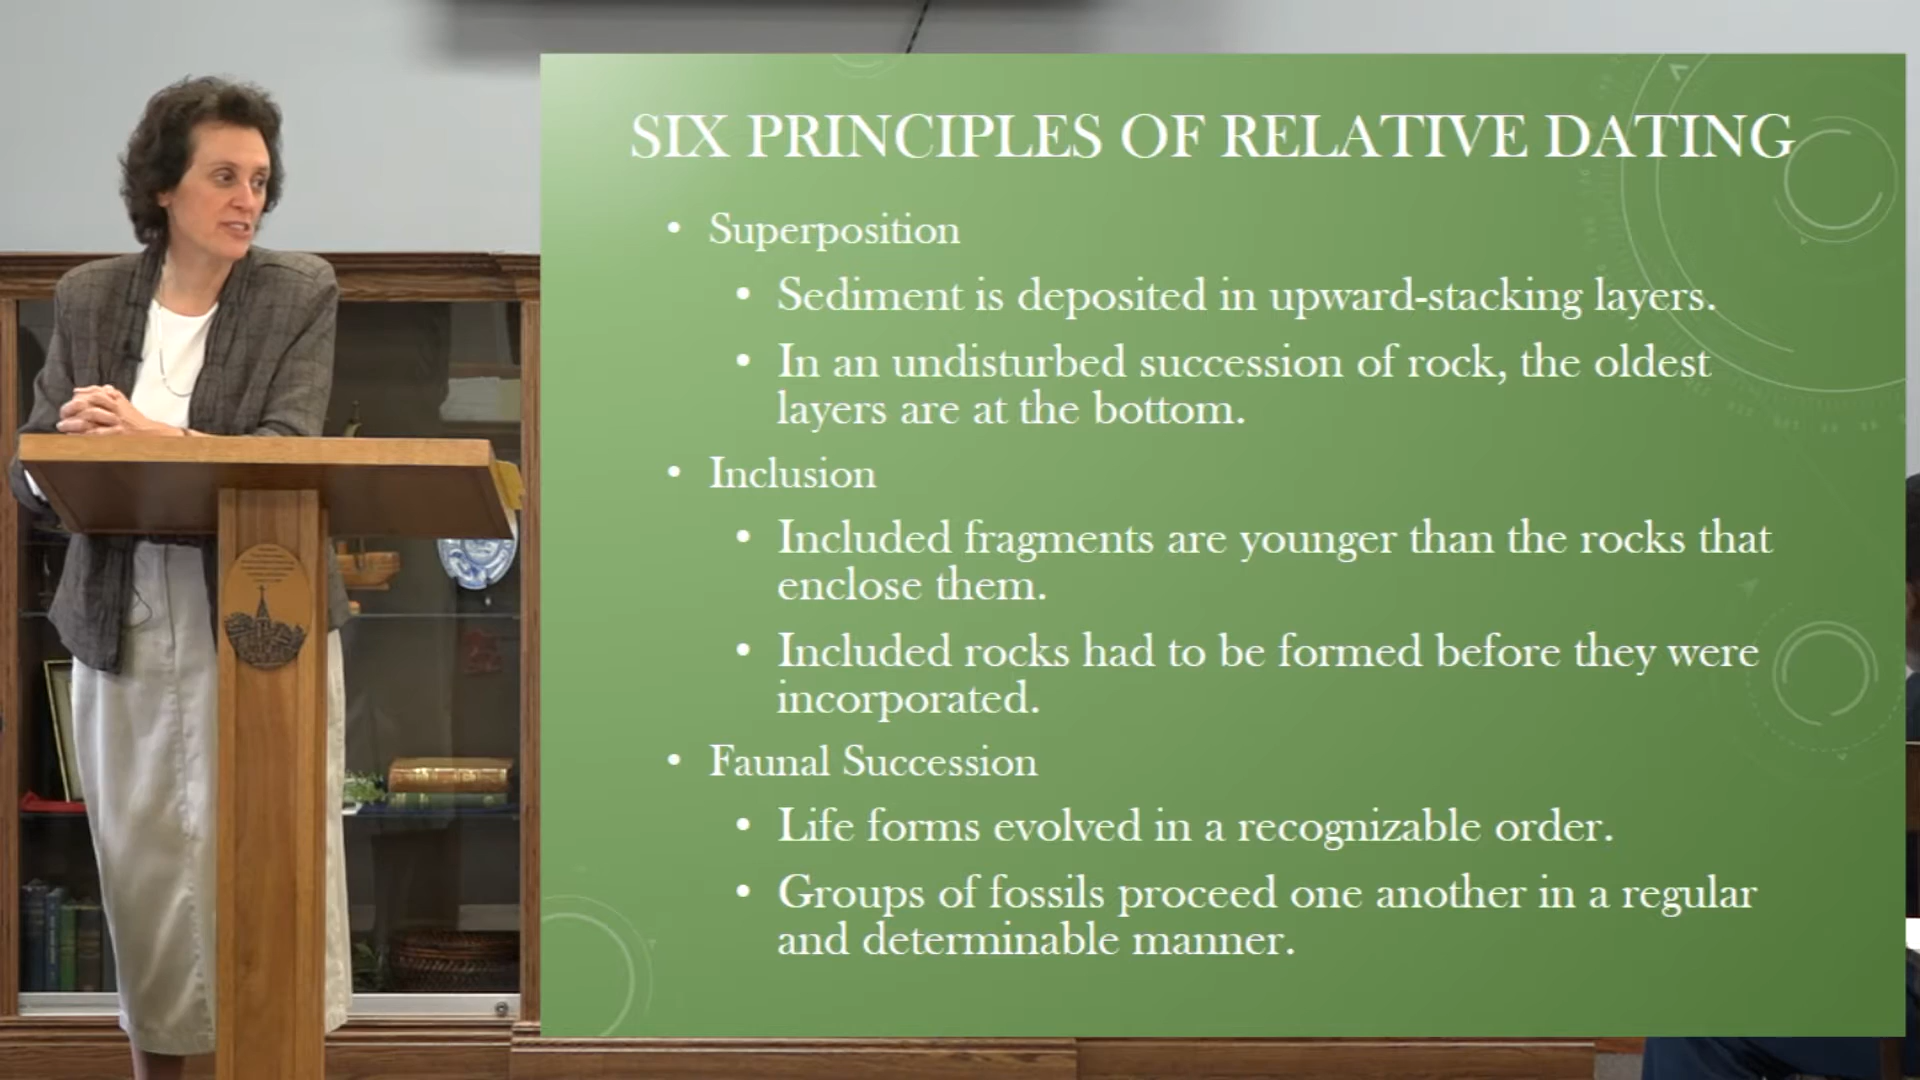 SIX PRINCIPLES OF RELATIVE DATING
• Superposition
• Sediment is deposited in upward-stacking layers.
• In an undisturbed succession of rock, the oldest
layers are at the bottom.
• Inclusion
• Included fragments are younger than the rocks that
enclose them.
• Included rocks had to be formed before they were
incorporated.
• Faunal Succession
• Life forms evolved in a recognizable order.
• Groups of fossils proceed one another in a regular
and determinable manner.